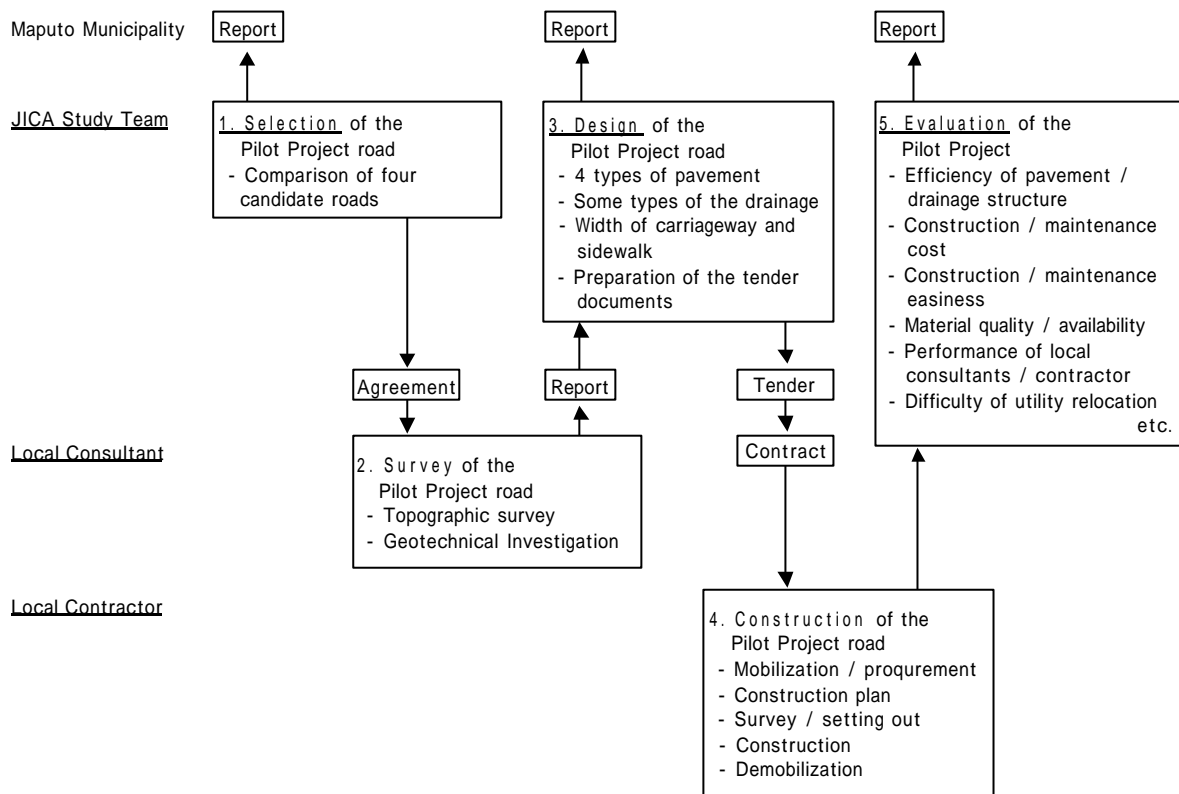 Maputo Municipality
Report
Report
Report
JICA Study Team
1. Selection of the
Pilot Project road
- Comparison of four
candidate roads
3. Design of the
Pilot Project road
- 4 types of pavement
- Some types of the drainage
- Width of carriageway and
sidewalk
- Preparation of the tender
documents
5. Evaluation of the
Pilot Project
- Efficiency of pavement /
drainage structure
- Construction / maintenance
cost
- Construction / maintenance
easiness
- Material quality / availability
- Performance of local
consultants / contractor
- Difficulty of utility relocation
etc.
Agreement
Report
Tender
Local Consultant
Contract
2. Survey of the
Pilot Project road
- Topographic survey
- Geotechnical Investigation
Local Contractor
4. Construction of the
Pilot Project road
- Mobilization / proqurement
- Construction plan
- Survey / setting out
- Construction
- Demobilization